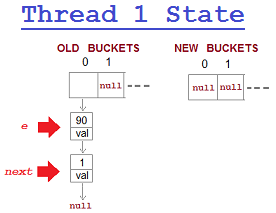 Thread 1 State
OLD BUCKETS
NEW BUCKETS
0 1
0 1
null
null null
e
90
val
next
1
val
null